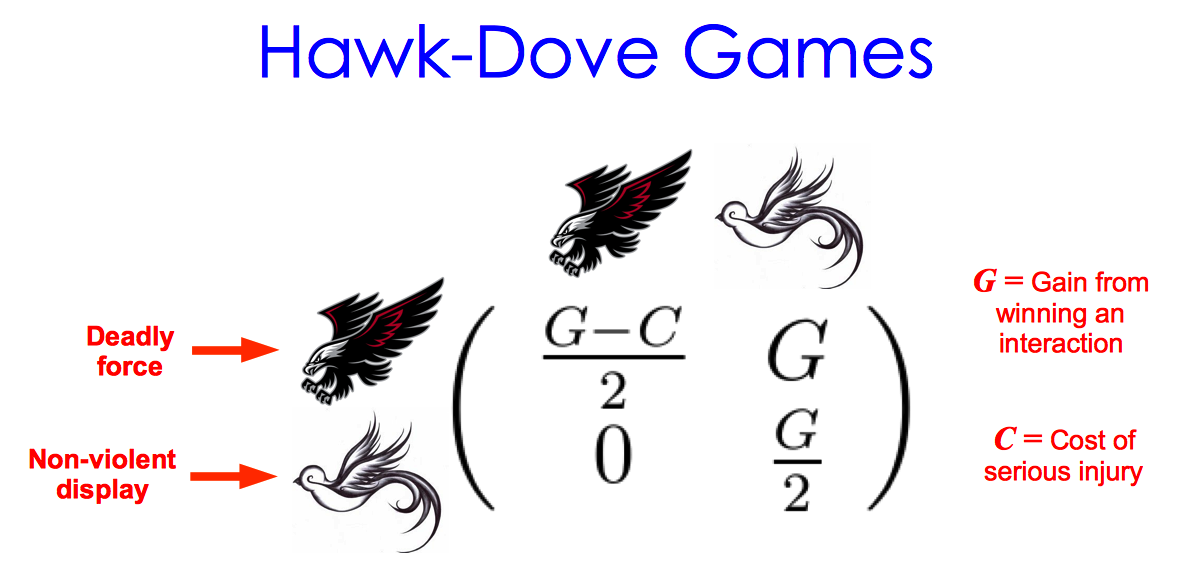 Hawk-Dove Games
Deadly
force
Non-violent
display
G−C
2
G
0
G
2
G = Gain from
winning an
interaction
C = Cost of
serious injury